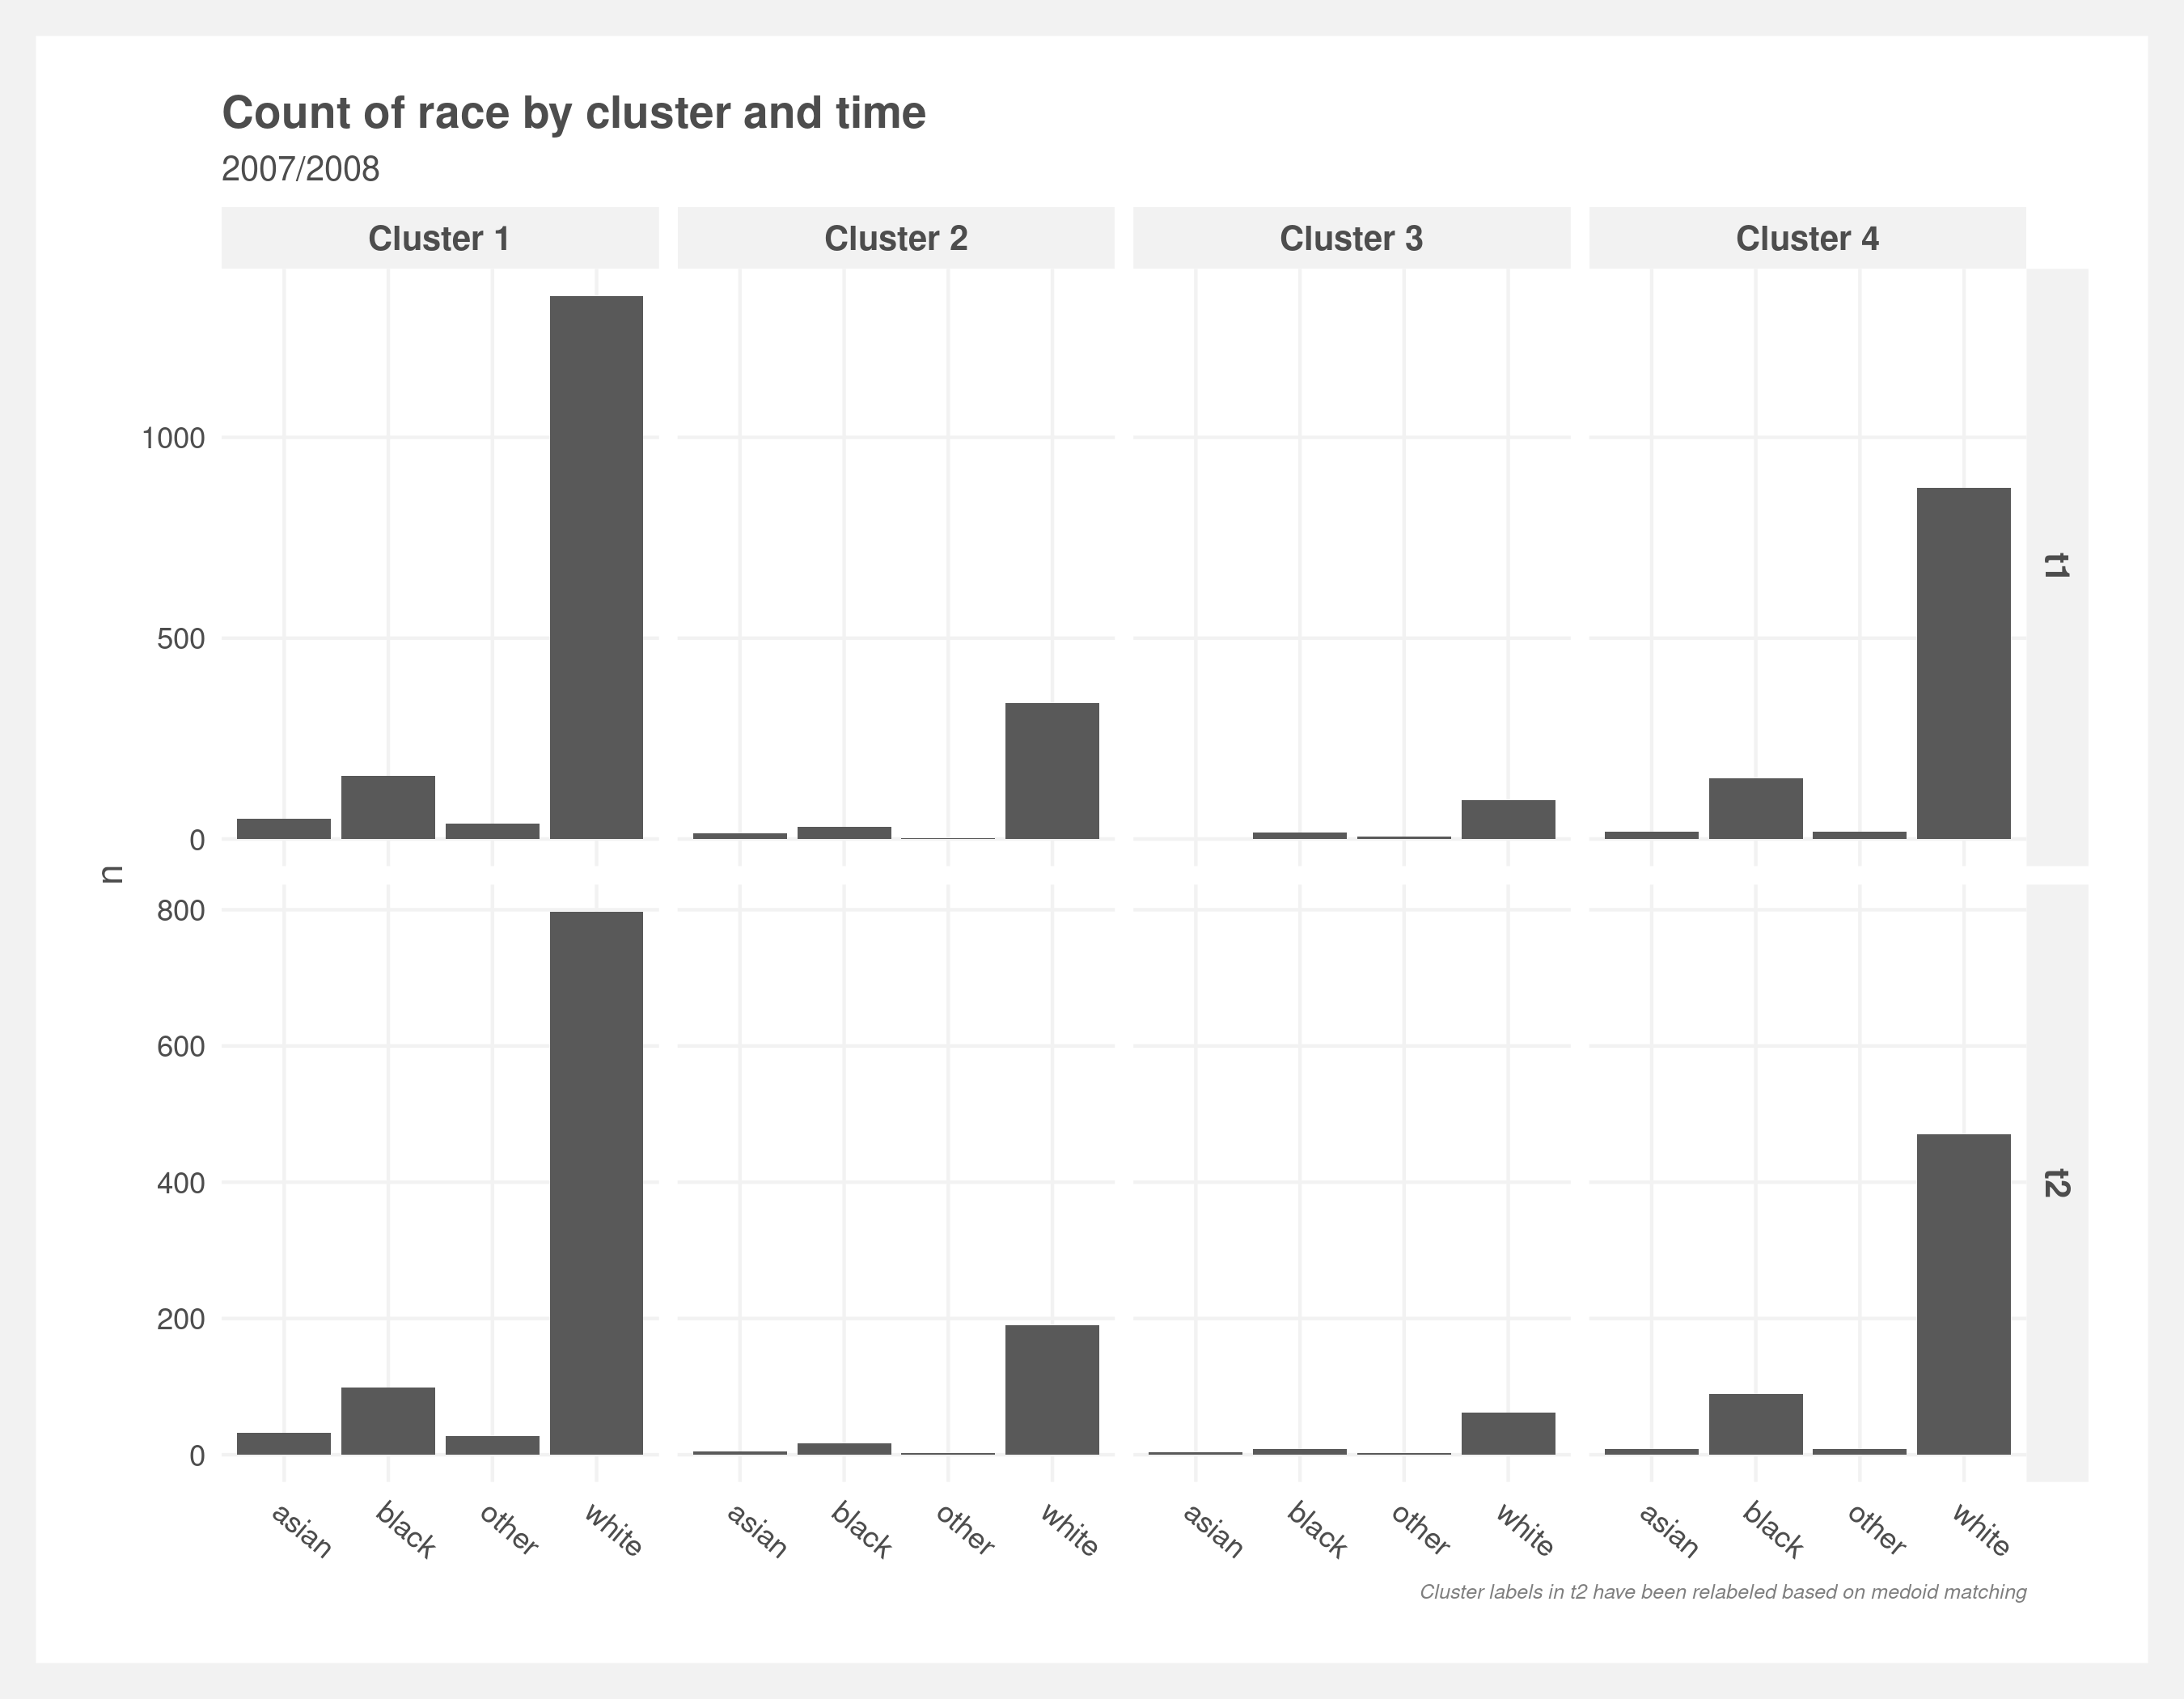 Count of race by cluster and time
2007/2008
Cluster 1
Cluster 2
Cluster 3
Cluster 4
1000
500
0
t1
n
800
600
400
200
0
t2
asian
black
other
white
asian
black
other
white
asian
black
other
white
asian
black
other
white
Cluster labels in t2 have been relabeled based on medoid matching